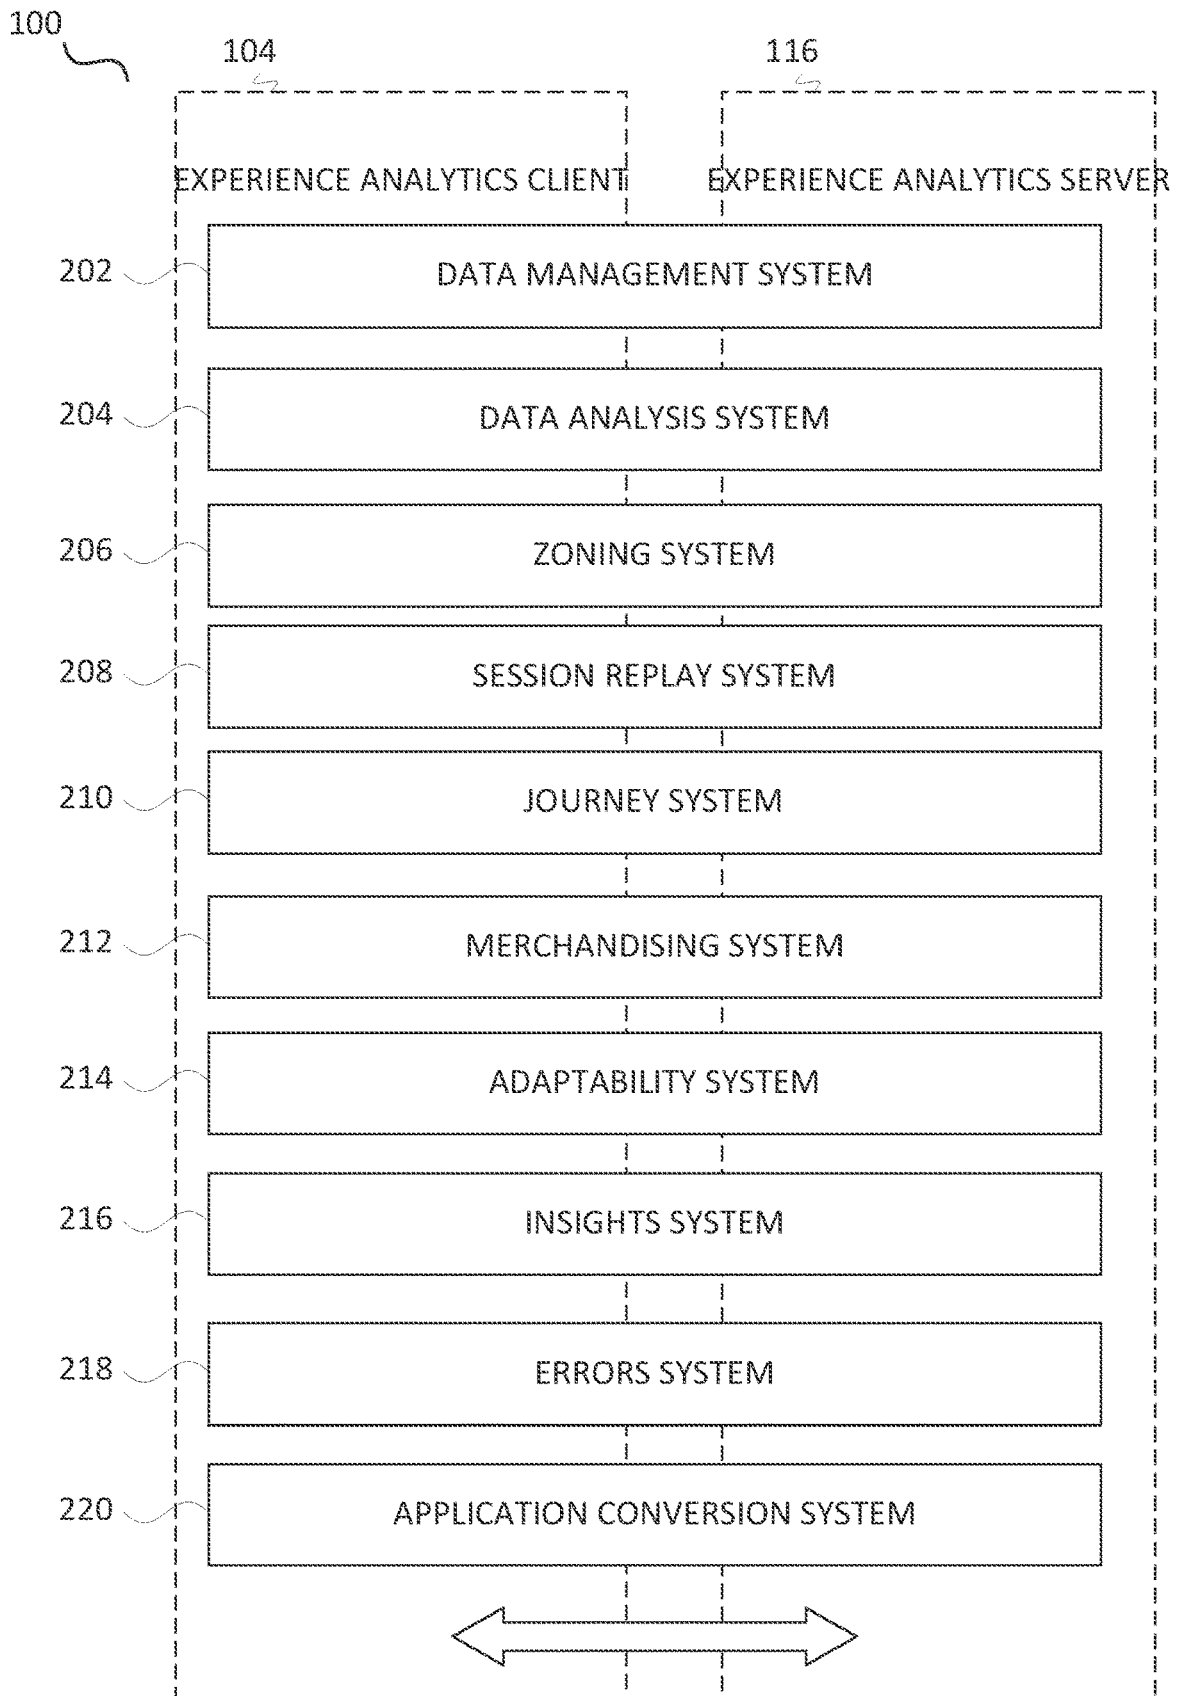 100
104
116
EXPERIENCE ANALYTICS CLIENT
EXPERIENCE ANALYTICS SERVER
202
DATA MANAGEMENT SYSTEM
204
DATA ANALYSIS SYSTEM
206
ZONING SYSTEM
208
SESSION REPLAY SYSTEM
210
JOURNEY SYSTEM
212
MERCHANDISING SYSTEM
214
ADAPTABILITY SYSTEM
216
INSIGHTS SYSTEM
218
ERRORS SYSTEM
220
APPLICATION CONVERSION SYSTEM